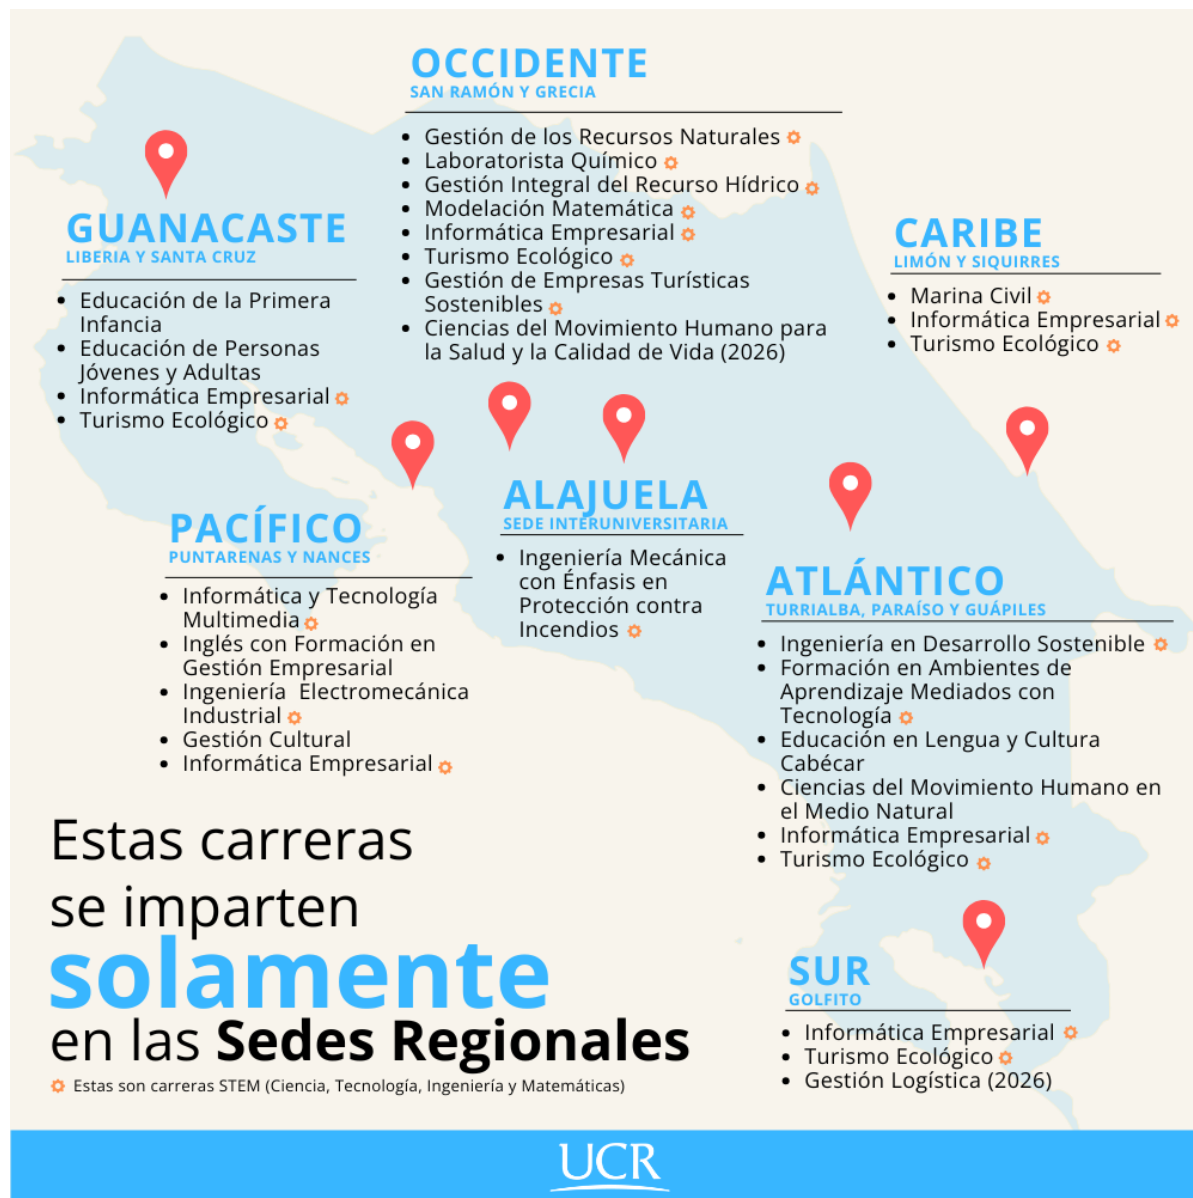 OCCIDENTE
SAN RAMÓN Y GRECIA
• Gestión de los Recursos Naturales
• Laboratorista Químico
• Gestión Integral del Recurso Hídrico
• Modelación Matemática
• Informática Empresarial
• Turismo Ecológico
• Gestión de Empresas Turísticas
Sostenibles
• Ciencias del Movimiento Humano para
la Salud y la Calidad de Vida (2026)
GUANACASTE
LIBERIA Y SANTA CRUZ
• Educación de la Primera
Infancia
• Educación de Personas
Jóvenes y Adultas
• Informática Empresarial
• Turismo Ecológico
CARIBE
LIMÓN Y SIQUIRRES
• Marina Civil
• Informática Empresarial
• Turismo Ecológico
PACÍFICO
PUNTARENAS Y NANCES
• Informática y Tecnología
Multimedia
• Inglés con Formación en
Gestión Empresarial
• Ingeniería Electromecánica
Industrial
• Gestión Cultural
• Informática Empresarial
ALAJUELA
SEDE INTERUNIVERSITARIA
• Ingeniería Mecánica
con Énfasis en
Protección contra
Incendios
ATLÁNTICO
TURRIALBA, PARAÍSO Y GUÁPILES
• Ingeniería en Desarrollo Sostenible
• Formación en Ambientes de
Aprendizaje Mediados con
Tecnología
• Educación en Lengua y Cultura
Cabécar
• Ciencias del Movimiento Humano en
el Medio Natural
• Informática Empresarial
• Turismo Ecológico
SUR
GOLFITO
• Informática Empresarial
• Turismo Ecológico
• Gestión Logística (2026)
Estas carreras
se imparten
solamente
en las Sedes Regionales
Estas son carreras STEM (Ciencia, Tecnología, Ingeniería y Matemáticas)
UCR